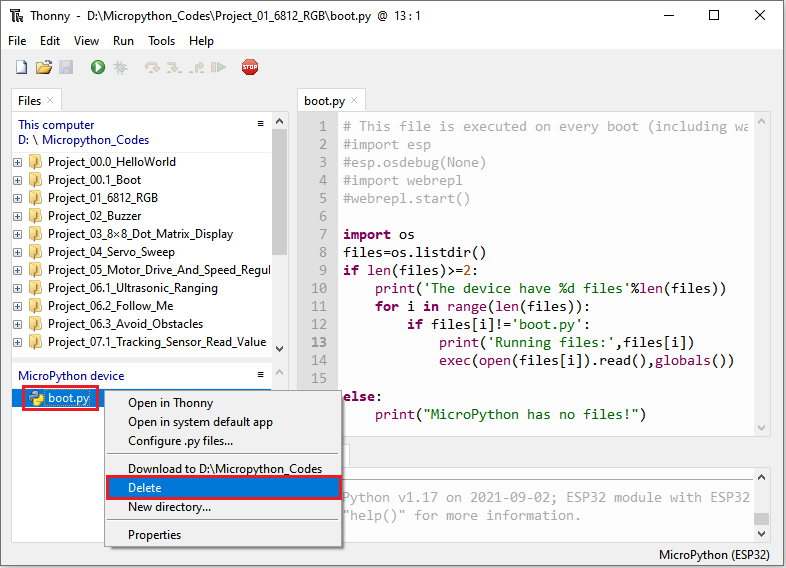 Thonny - D:\Micropython_Codes\Project_01_6812_RGB\boot.py @ 13 : 1
File Edit View Run Tools Help
STOP
Files
This computer
D: \ Micropython_Codes
Project_00.0_HelloWorld
Project_00.1_Boot
Project_01_6812_RGB
Project_02_Buzzer
Project_03_8×8_Dot_Matrix_Display
Project_04_Servo_Sweep
Project_05_Motor_Drive_And_Speed_Regul
Project_06.1_Ultrasonic_Ranging
Project_06.2_Follow_Me
Project_06.3_Avoid_Obstacles
Project_07.1_Tracking_Sensor_Read_Value
MicroPython device
boot.py
Open in Thonny
Open in system default app
Configure .py files...
Download to D:\Micropython_Codes
Delete
New directory...
Properties
boot.py
1 # This file is executed on every boot (including wa
2 #import esp
3 #esp.osdebug(None)
4 #import webrepl
5 #webrepl.start()
6
7 import os
8 files=os.listdir()
9 if len(files)>=2:
10 print('The device have %d files'%len(files))
11 for i in range(len(files)):
12 if files[i]!='boot.py':
13 print('Running files:',files[i])
14 exec(open(files[i]).read(),globals())
15
else:
print("MicroPython has no files!")
Python v1.17 on 2021-09-02; ESP32 module with ESP32
"help()" for more information.
MicroPython (ESP32)